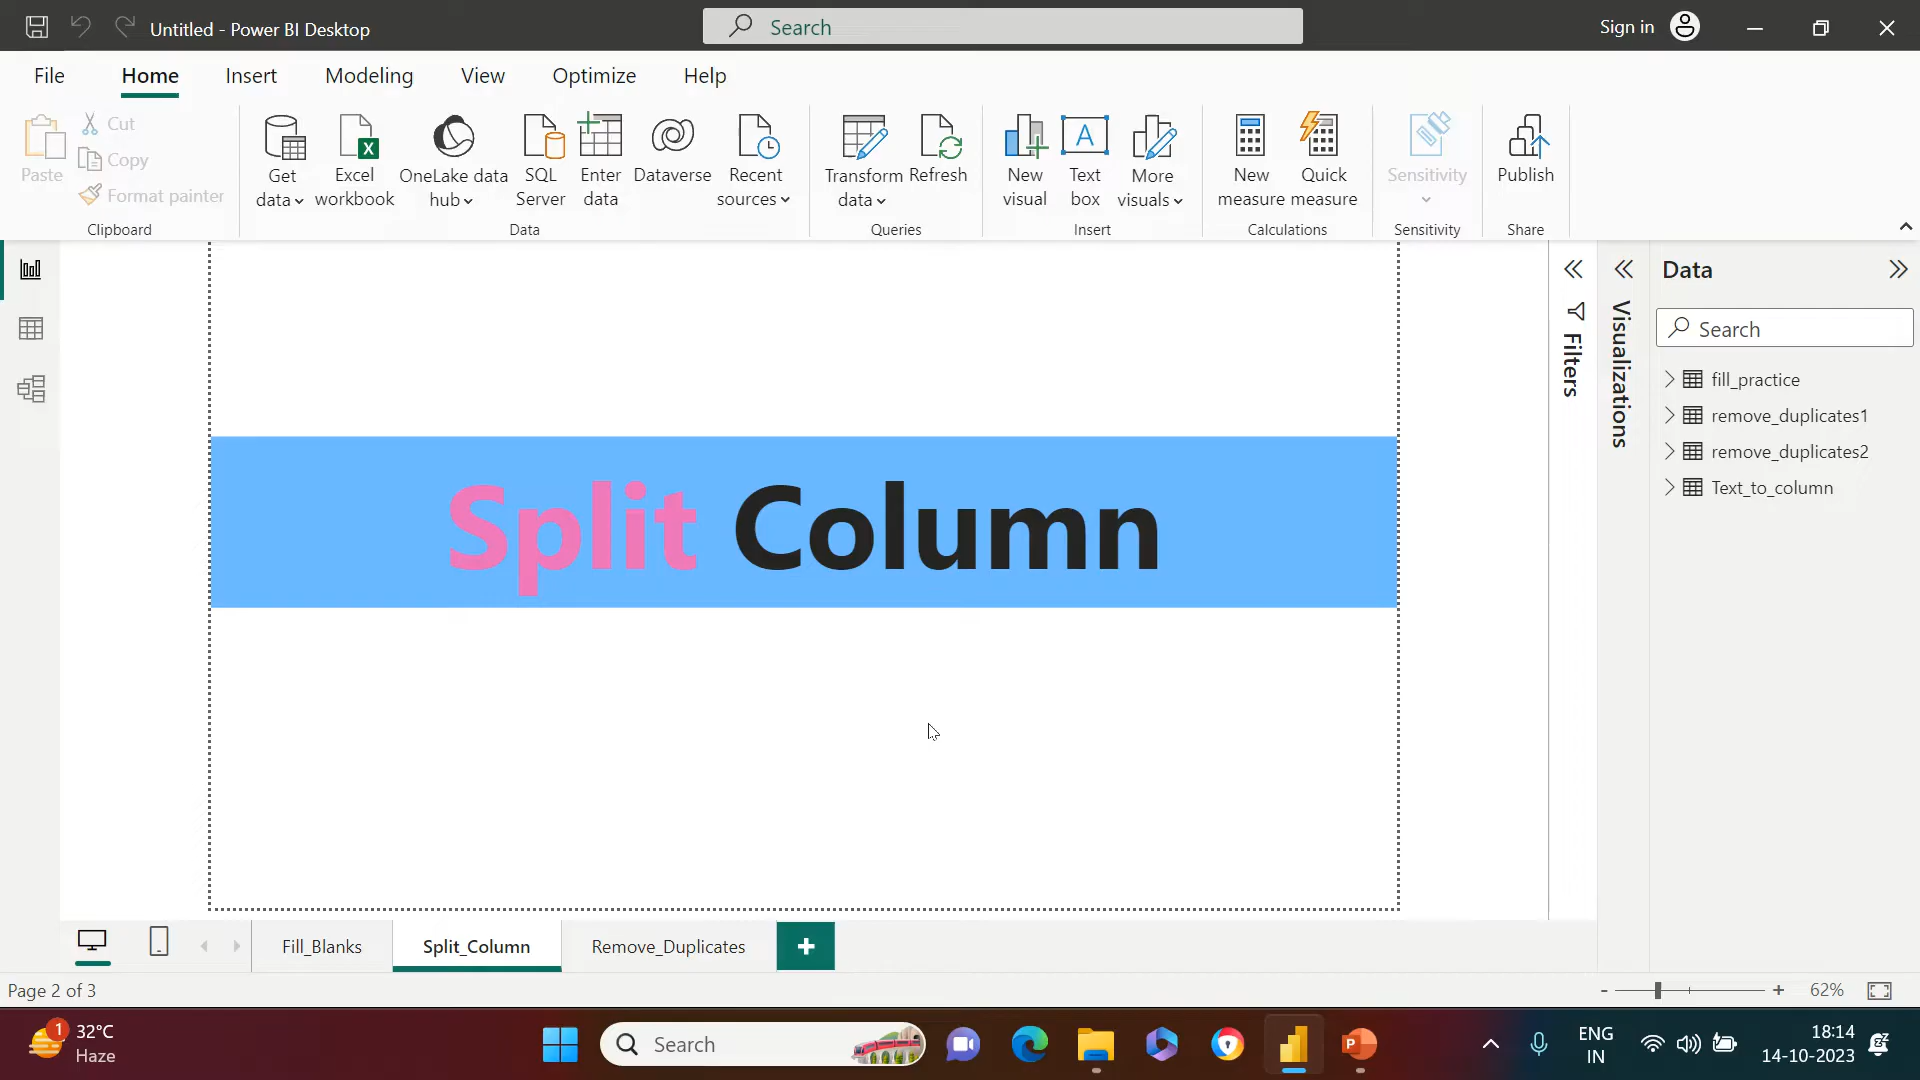 Untitled - Power BI Desktop
Search
Sign in
File
Home
Insert
Modeling
View
Optimize
Help
Paste
Cut
Copy
Format painter
Clipboard
Get
data
Excel
workbook
OneLake data
hub
SQL
Server
Enter
data
Dataverse
Recent
sources
Data
Transform
data
Refresh
Queries
New
visual
Text
box
More
visuals
Insert
New
measure
Quick
measure
Calculations
Sensitivity
Sensitivity
Publish
Share
Split Column
Filters
Visualizations
Data
Search
fill_practice
remove_duplicates1
remove_duplicates2
Text_to_column
Fill_Blanks
Split_Column
Remove_Duplicates
Page 2 of 3
- + 62%
1
32°C
Haze
Search
ENG
IN
18:14
14-10-2023